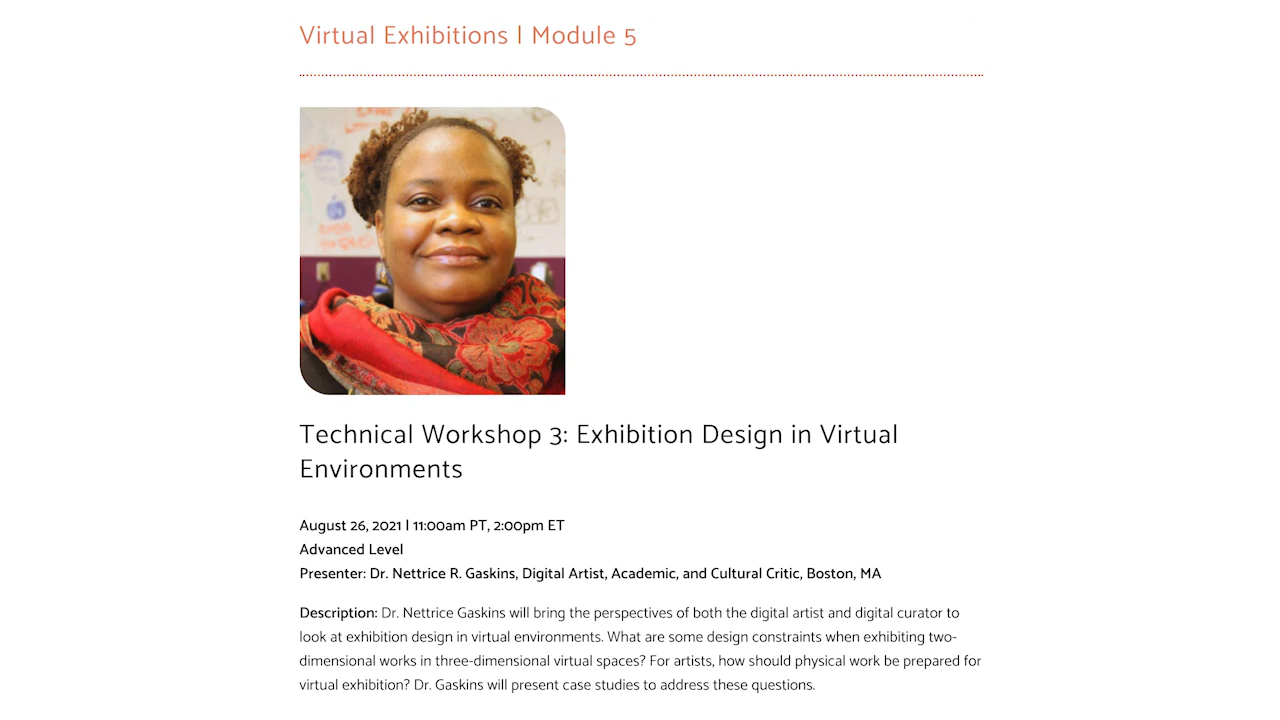 Virtual Exhibitions | Module 5
Technical Workshop 3: Exhibition Design in Virtual
Environments
August 26, 2021 | 11:00am PT, 2:00pm ET
Advanced Level
Presenter: Dr. Nettrice R. Gaskins, Digital Artist, Academic, and Cultural Critic, Boston, MA
Description: Dr. Nettrice Gaskins will bring the perspectives of both the digital artist and digital curator to
look at exhibition design in virtual environments. What are some design constraints when exhibiting two-
dimensional works in three-dimensional virtual spaces? For artists, how should physical work be prepared for
virtual exhibition? Dr. Gaskins will present case studies to address these questions.